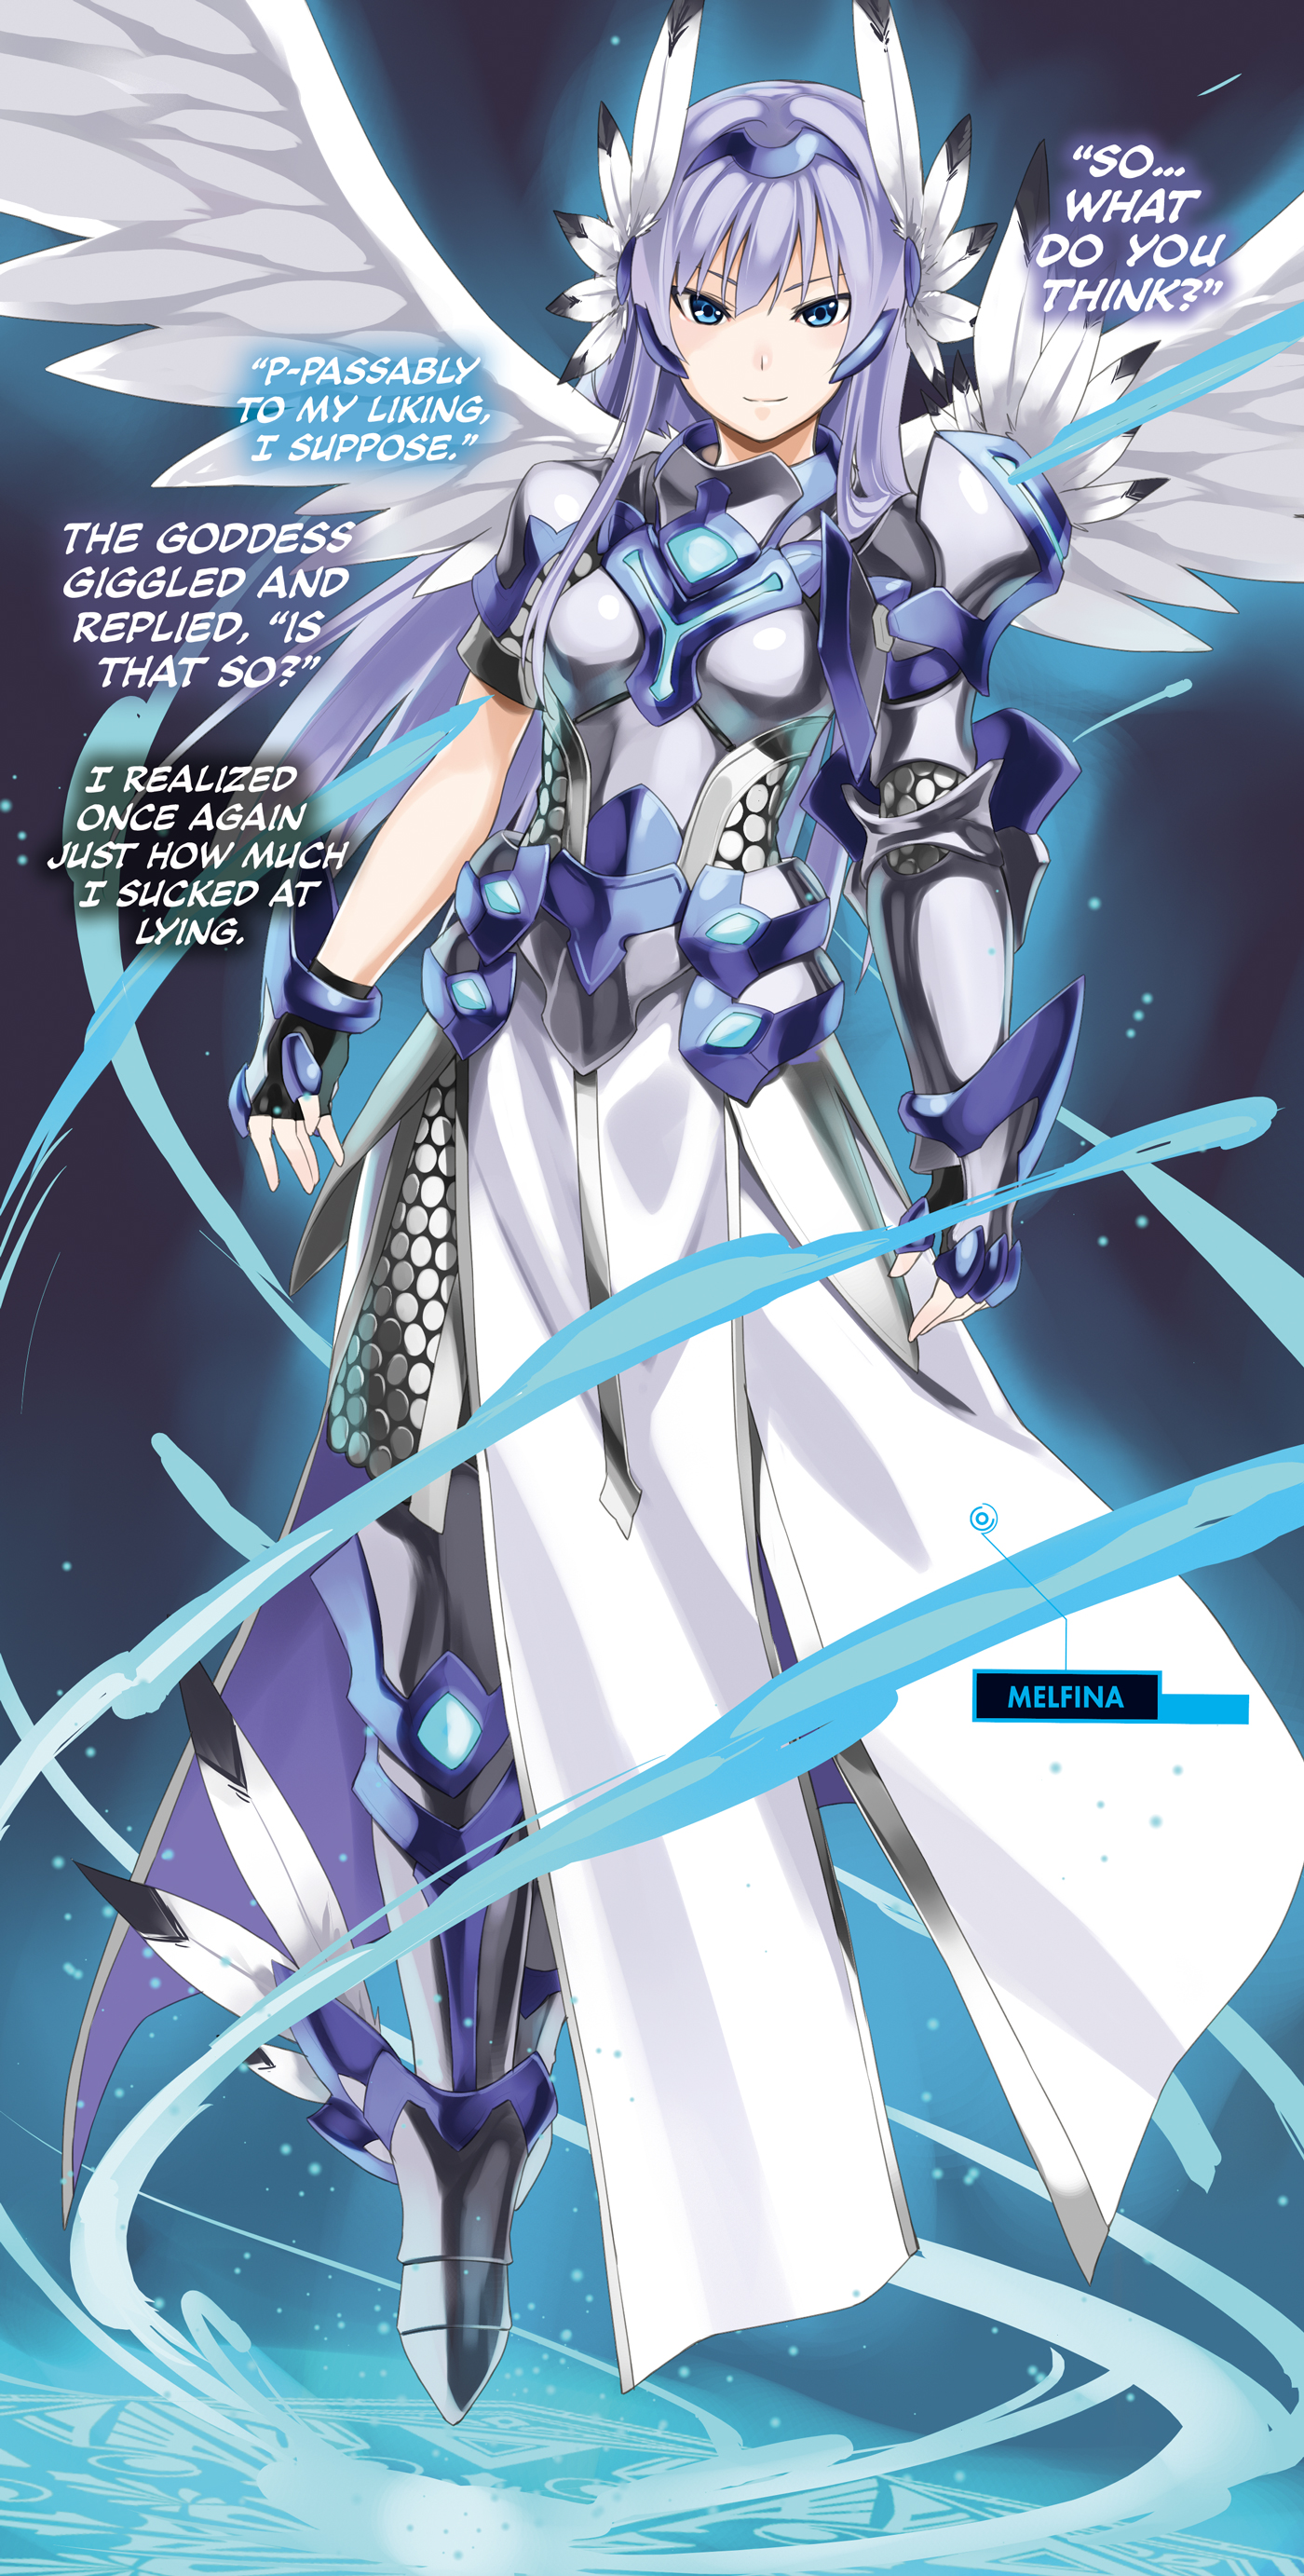 “SO...
WHAT
DO YOU
THINK?”
“P-PASSABLY
TO MY LIKING,
I SUPPOSE.”
THE GODDESS
GIGGLED AND
REPLIED, “IS
THAT SO?”
I REALIZED
ONCE AGAIN
JUST HOW MUCH
I SUCKED AT
LYING.
MELFINA